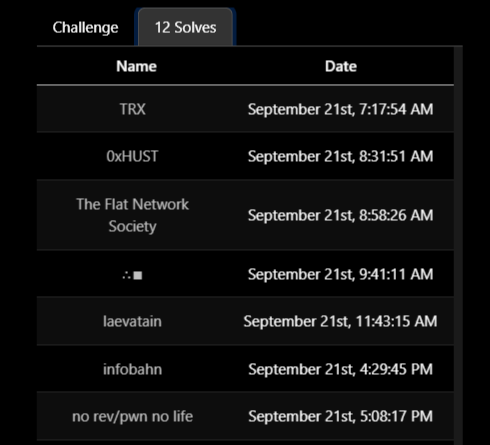 Challenge 12 Solves
Name Date
TRX September 21st, 7:17:54 AM
0xHUST September 21st, 8:31:51 AM
The Flat Network
Society September 21st, 8:58:26 AM
∴■ September 21st, 9:41:11 AM
laevatain September 21st, 11:43:15 AM
infobahn September 21st, 4:29:45 PM
no rev/pwn no life September 21st, 5:08:17 PM